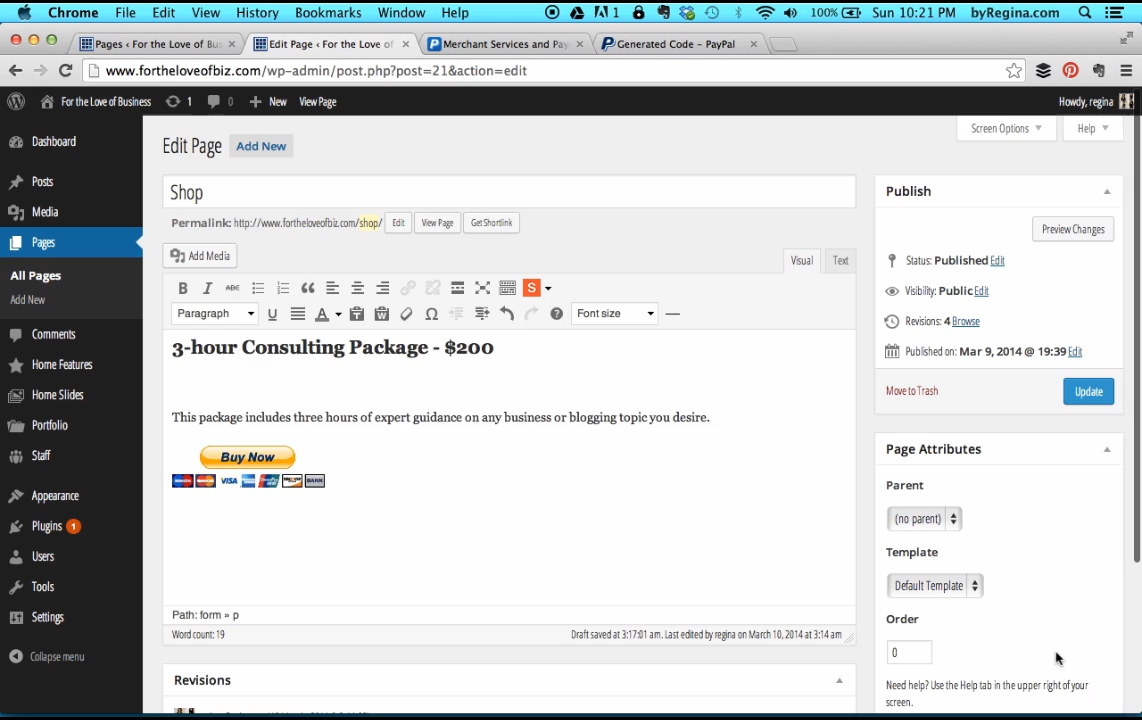 Chrome File Edit View History Bookmarks Window Help 1 100% Sun 10:21 PM byRegina.com
Pages ‹ For the Love of Bus × Edit Page ‹ For the Love of × Merchant Services and Pay × Generated Code - PayPal ×
www.fortheloveofbiz.com/wp-admin/post.php?post=21&action=edit
For the Love of Business 1 0 + New View Page Howdy, regina
Screen Options Help
Dashboard
Posts
Media
Pages
All Pages
Add New
Comments
Home Features
Home Slides
Portfolio
Staff
Appearance
Plugins 1
Users
Tools
Settings
Collapse menu
Edit Page Add New
Shop
Permalink: http://www.fortheloveofbiz.com/shop/ Edit View Page Get Shortlink
Add Media Visual Text
B I ABC S
Paragraph U A T W Ω ? Font size —
3-hour Consulting Package - $200
This package includes three hours of expert guidance on any business or blogging topic you desire.
Buy Now
VISA BANK
Path: form » p
Word count: 19 Draft saved at 3:17:01 am. Last edited by regina on March 10, 2014 at 3:14 am
Revisions
Publish
Preview Changes
Status: Published Edit
Visibility: Public Edit
Revisions: 4 Browse
Published on: Mar 9, 2014 @ 19:39 Edit
Move to Trash Update
Page Attributes
Parent
(no parent)
Template
Default Template
Order
0
Need help? Use the Help tab in the upper right of your
screen.